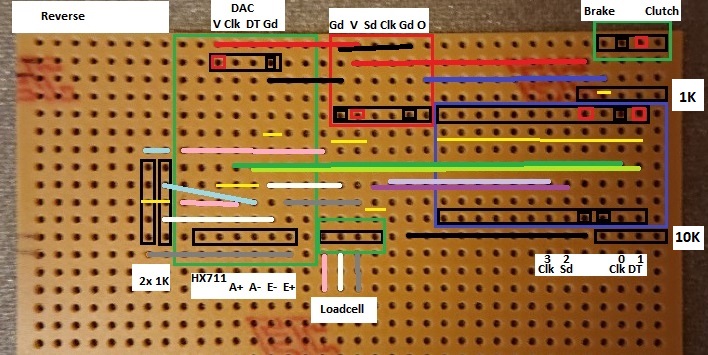 Reverse
DAC
V Clk DT Gd
Gd V Sd Clk Gd O
Brake Clutch
1K
10K
3 2 0 1
Clk Sd Clk DT
2x 1K
HX711
A+ A- E- E+
Loadcell